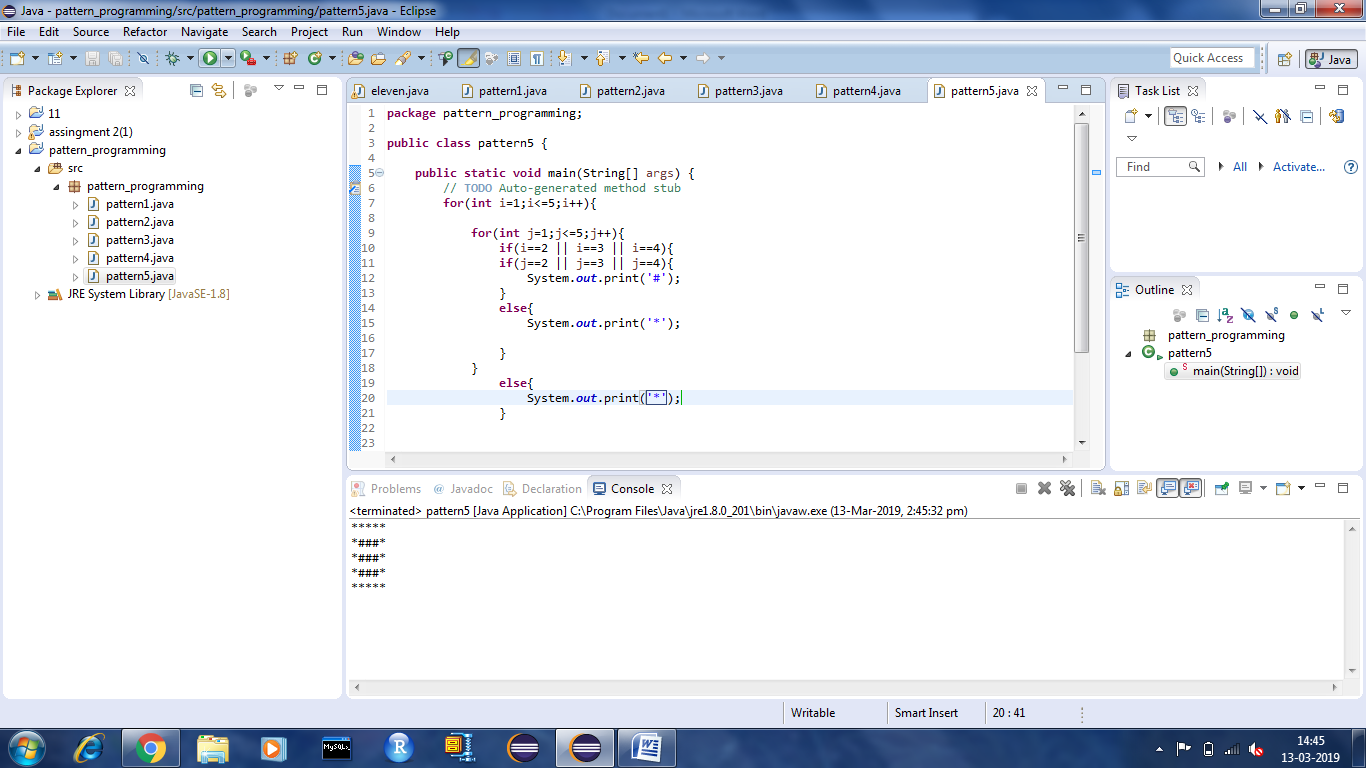 Java - pattern_programming/src/pattern_programming/pattern5.java - Eclipse
File Edit Source Refactor Navigate Search Project Run Window Help
Quick Access
Java
Package Explorer
11
assingment 2(1)
pattern_programming
src
pattern_programming
pattern1.java
pattern2.java
pattern3.java
pattern4.java
pattern5.java
JRE System Library [JavaSE-1.8]
eleven.java pattern1.java pattern2.java pattern3.java pattern4.java pattern5.java
1 package pattern_programming;
2
3 public class pattern5 {
4
5 public static void main(String[] args) {
6 // TODO Auto-generated method stub
7 for(int i=1;i<=5;i++){
8
9 for(int j=1;j<=5;j++){
10 if(i==2 || i==3 || i==4){
11 if(j==2 || j==3 || j==4){
12 System.out.print('#');
13 }
14 else{
15 System.out.print('*');
16
17 }
18 }
19 else{
20 System.out.print('*');
21 }
22
23
Task List
Find
All
Activate...
Outline
pattern_programming
pattern5
main(String[]) : void
Problems @ Javadoc Declaration Console
<terminated> pattern5 [Java Application] C:\Program Files\Java\jre1.8.0_201\bin\javaw.exe (13-Mar-2019, 2:45:32 pm)
*****
*###*
*###*
*###*
*****
Writable Smart Insert 20 : 41
MySQL
R
W
14:45
13-03-2019